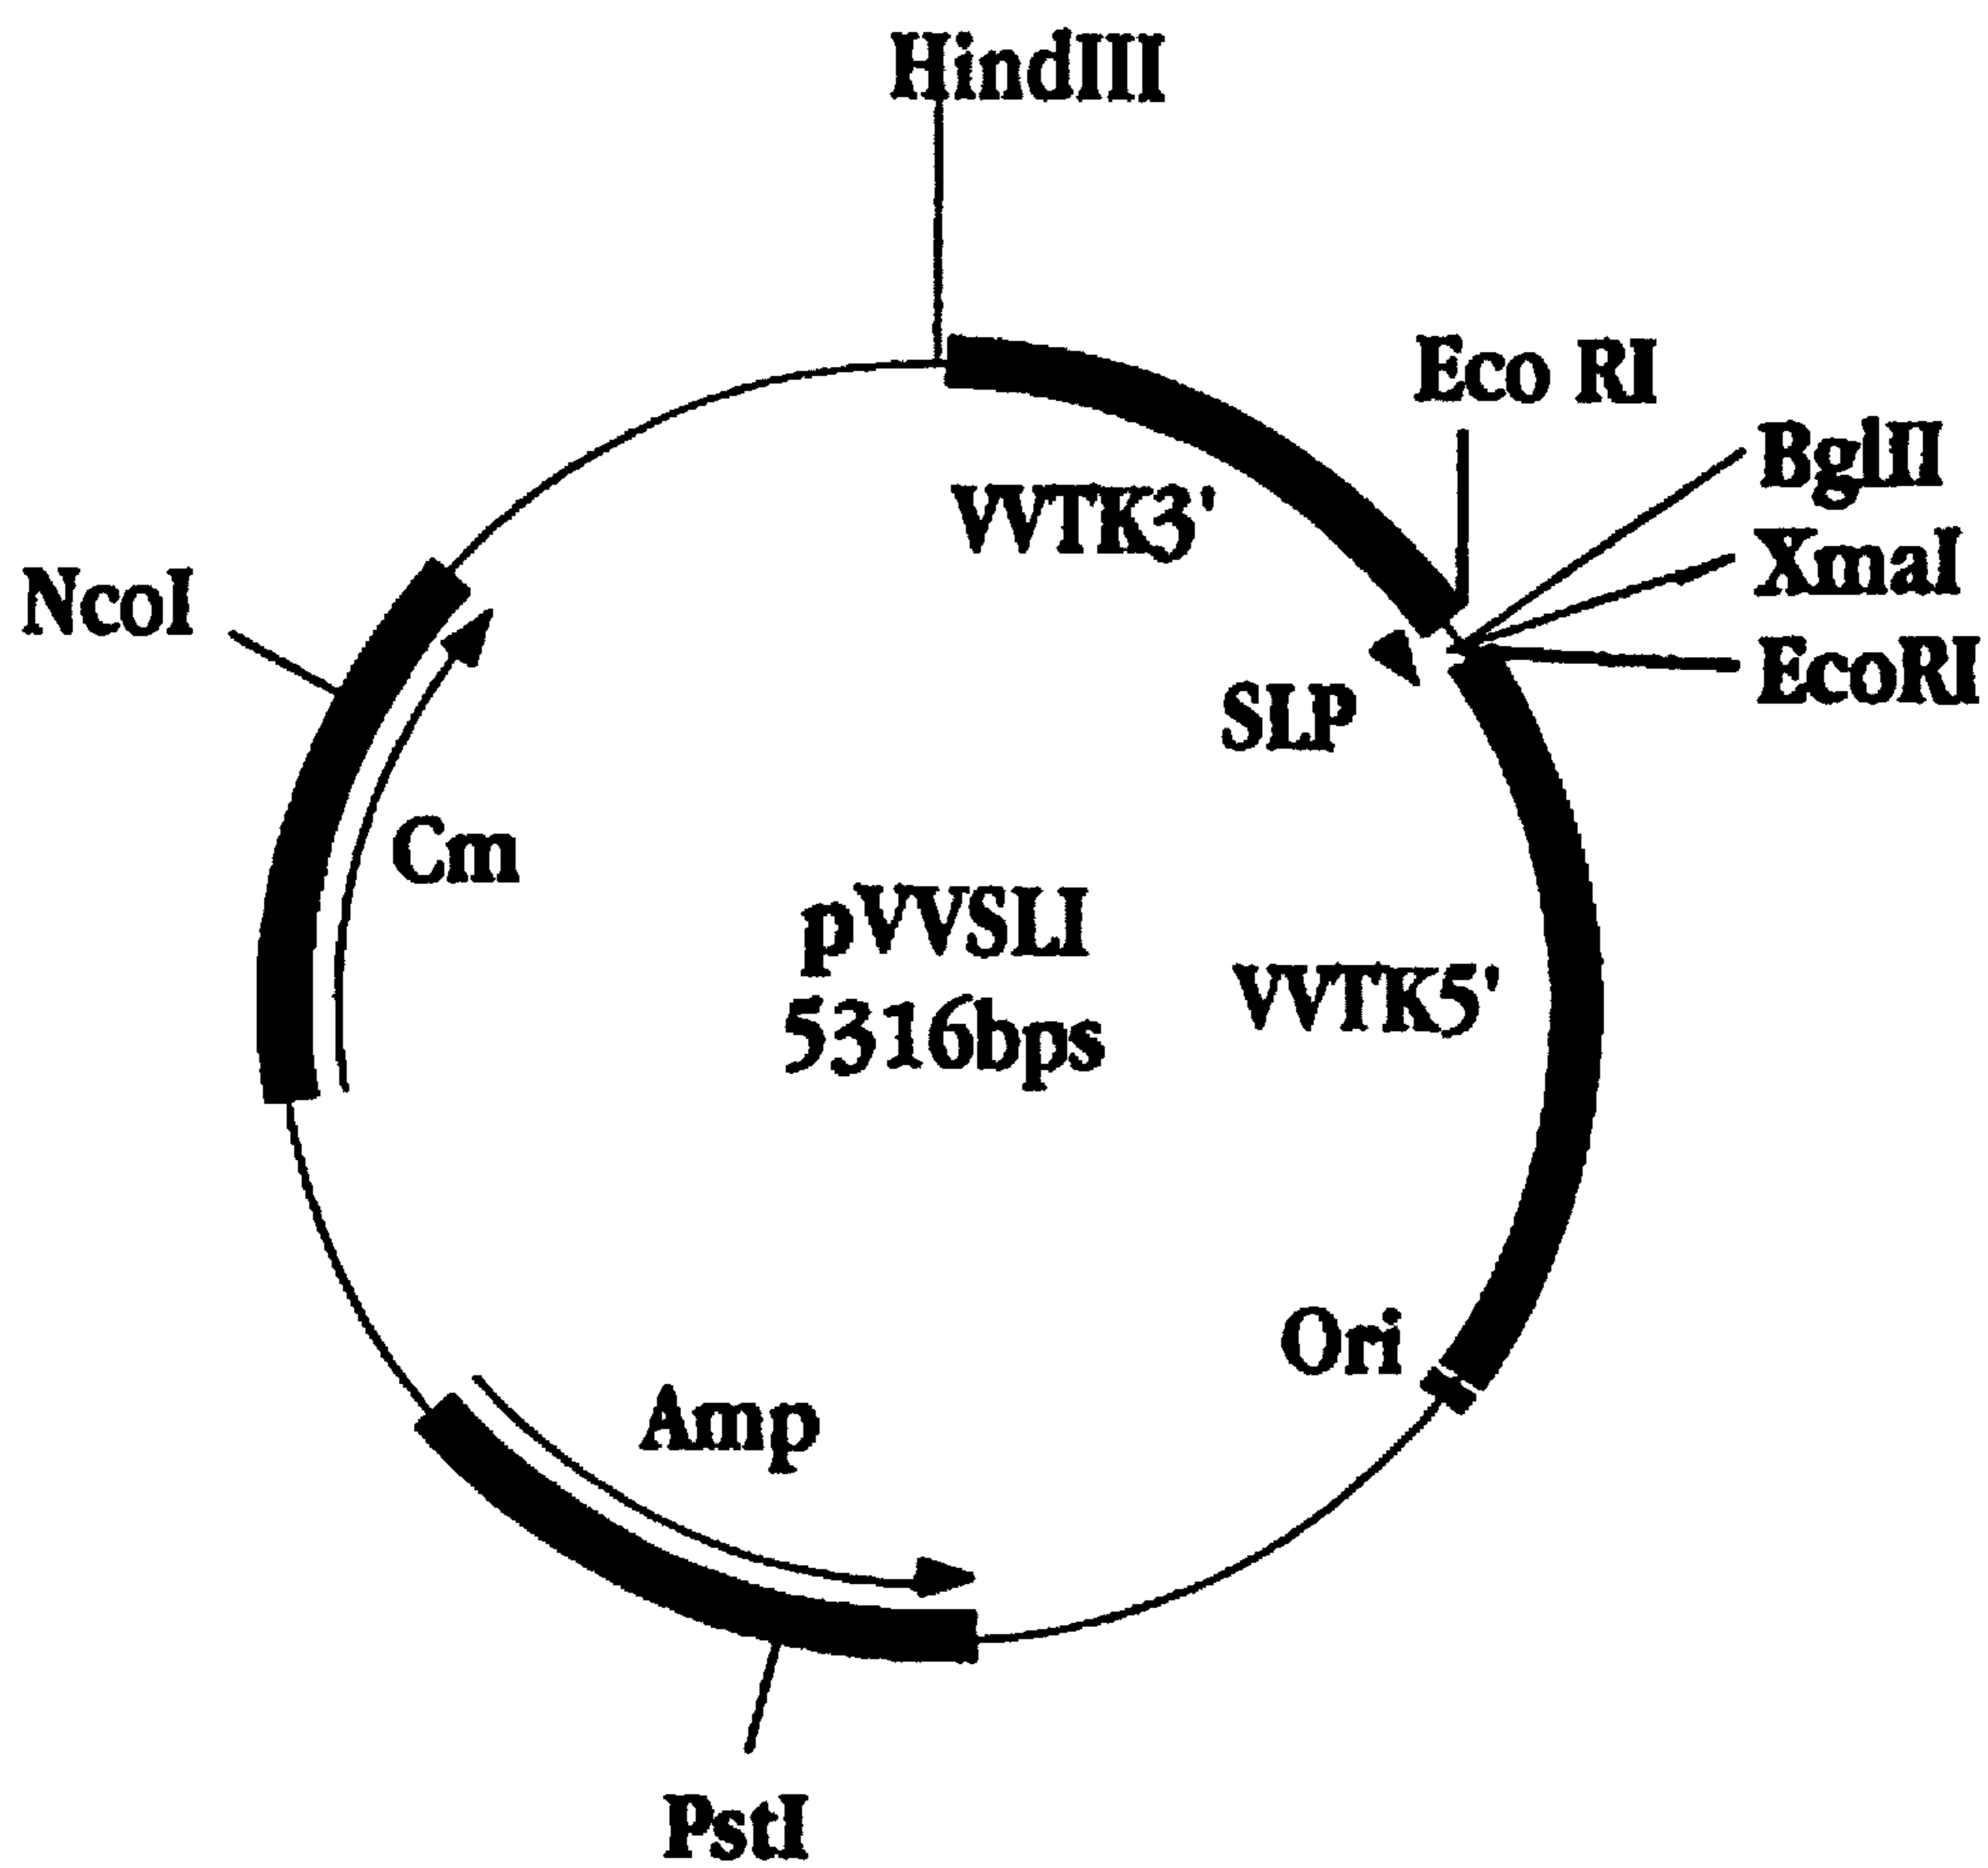 HindIII
Eco RI
BglII
XmaI
EcoRI
VVTK3'
NcoI
SLP
Cm
pVVSLI
5316bps
VVTK5'
Ori
Amp
PstI